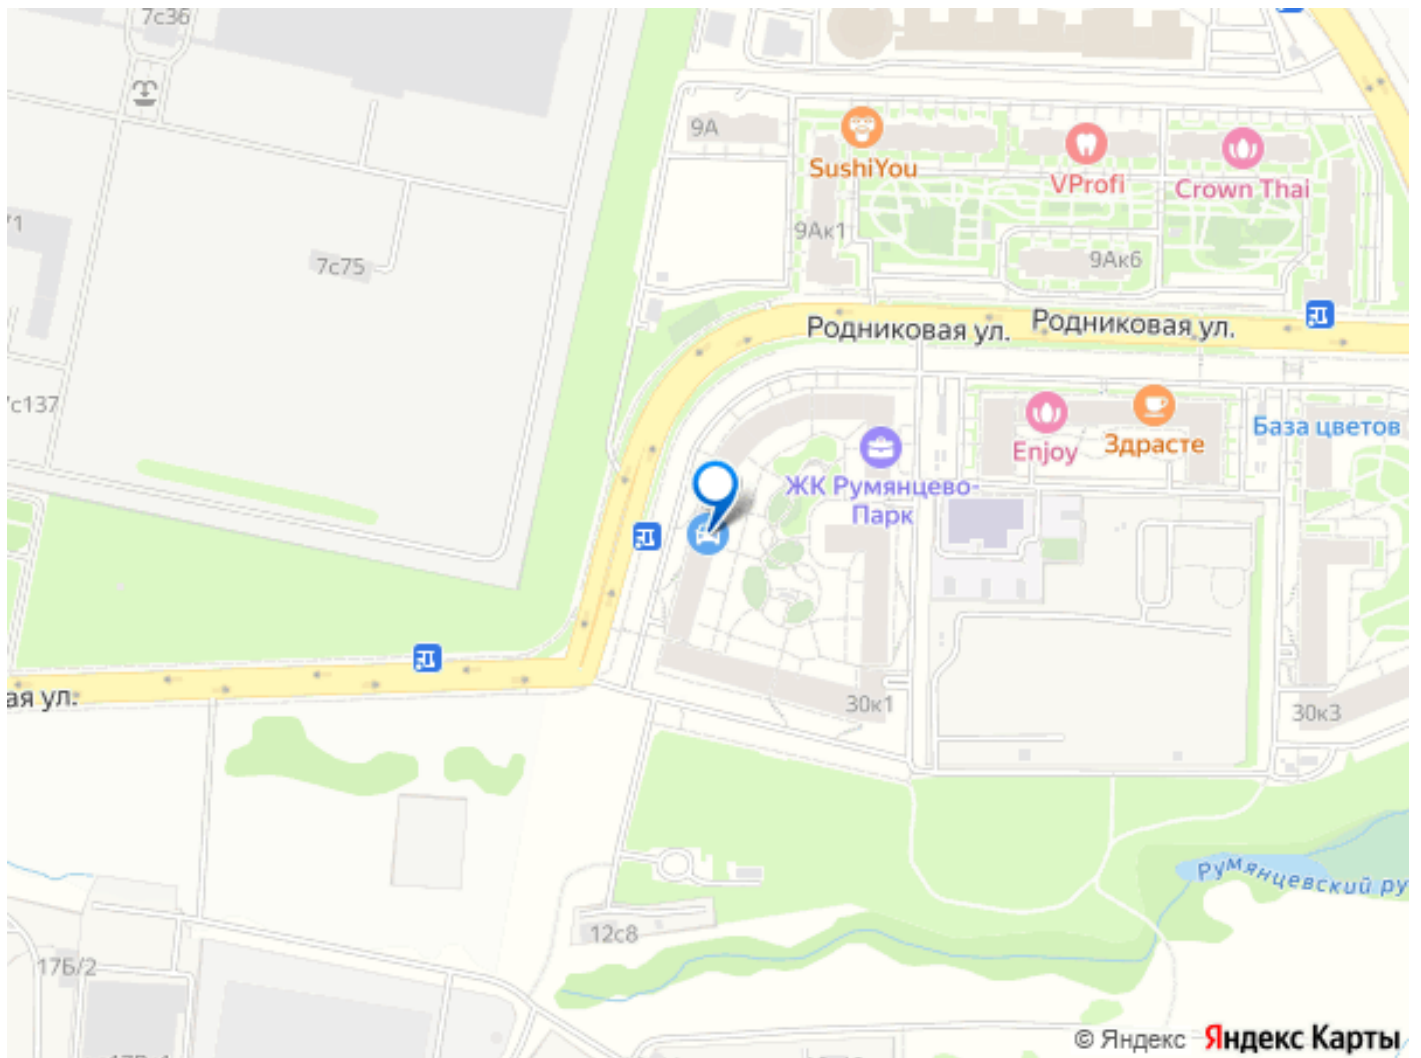 7с36
9А
SushiYou
VProfi
Crown Thai
9Ак1
9Ак6
7с75
Родниковая ул.
Родниковая ул.
7с137
Enjoy
Здрасте
База цветов
ЖК Румянцево-
Парк
ая ул.
30к1
30к3
Румянцевский ру
12с8
17Б/2
© Яндекс Яндекс Карты